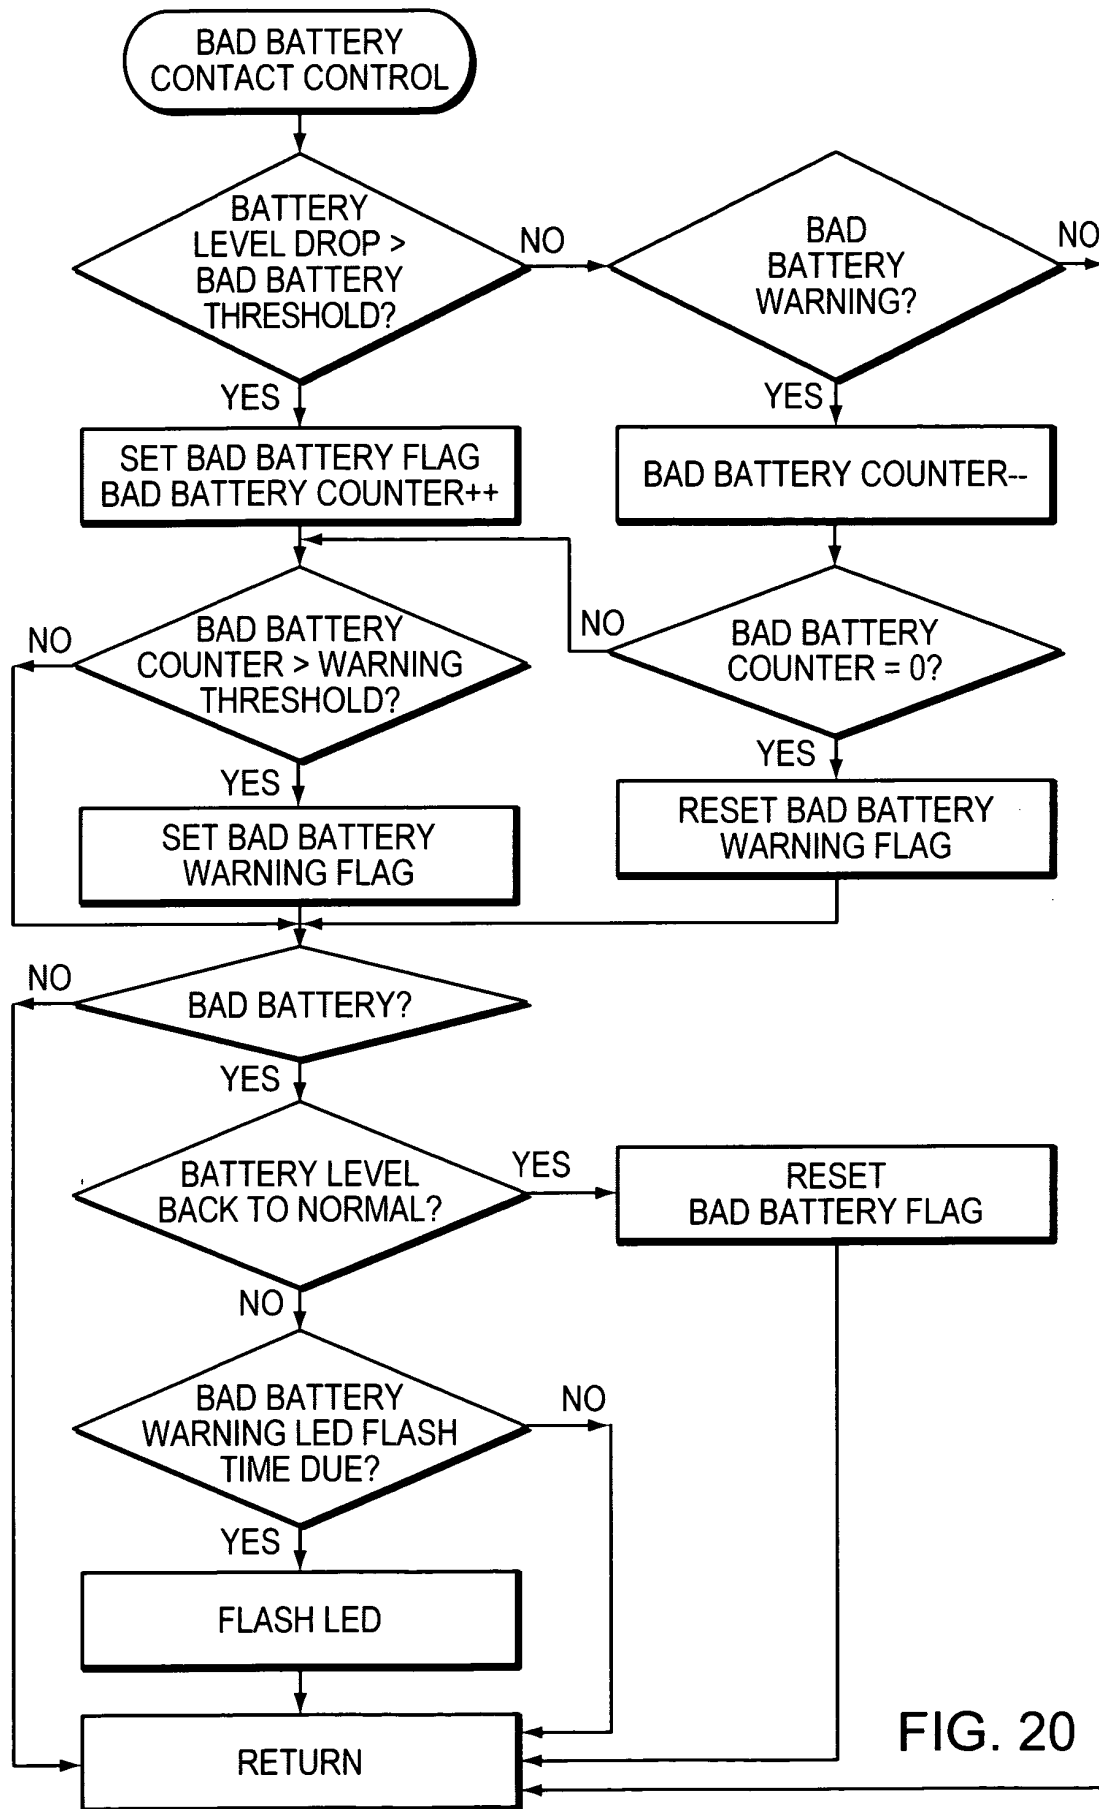 BAD BATTERY
CONTACT CONTROL
BATTERY
LEVEL DROP >
BAD BATTERY
THRESHOLD?
NO
BAD
BATTERY
WARNING?
NO
YES
YES
SET BAD BATTERY FLAG
BAD BATTERY COUNTER++
BAD BATTERY COUNTER--
NO
BAD BATTERY
COUNTER > WARNING
THRESHOLD?
NO
BAD BATTERY
COUNTER = 0?
YES
YES
SET BAD BATTERY
WARNING FLAG
RESET BAD BATTERY
WARNING FLAG
NO
BAD BATTERY?
YES
BATTERY LEVEL
BACK TO NORMAL?
YES
RESET
BAD BATTERY FLAG
NO
BAD BATTERY
WARNING LED FLASH
TIME DUE?
NO
YES
FLASH LED
RETURN
FIG. 20